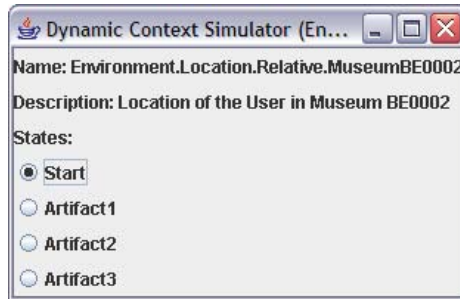 Dynamic Context Simulator (En...
Name: Environment.Location.Relative.MuseumBE0002
Description: Location of the User in Museum BE0002
States:
Start
Artifact1
Artifact2
Artifact3